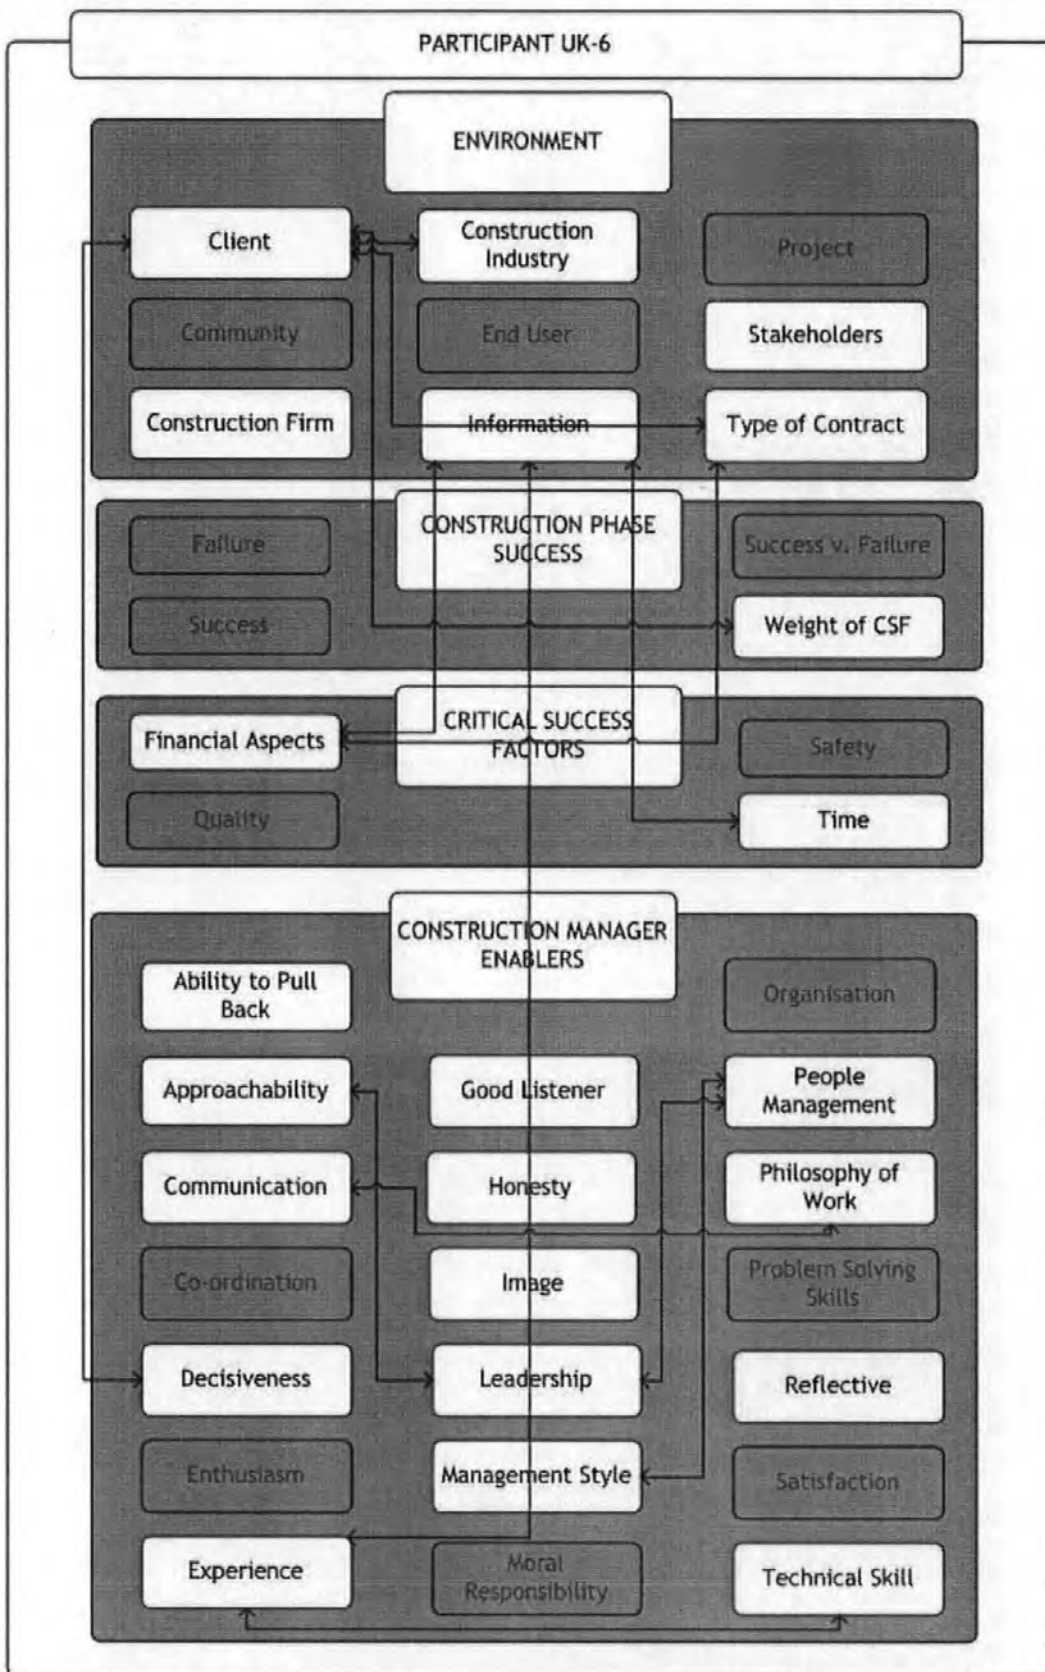 PARTICIPANT UK-6
ENVIRONMENT
Client
Construction
Industry
Project
Community
End User
Stakeholders
Construction Firm
Information
Type of Contract
CONSTRUCTION PHASE
SUCCESS
Failure
Success v. Failure
Success
Weight of CSF
CRITICAL SUCCESS
FACTORS
Financial Aspects
Safety
Quality
Time
CONSTRUCTION MANAGER
ENABLERS
Ability to Pull
Back
Organisation
Approachability
Good Listener
People
Management
Communication
Honesty
Philosophy of
Work
Co-ordination
Image
Problem Solving
Skills
Decisiveness
Leadership
Reflective
Enthusiasm
Management Style
Satisfaction
Experience
Moral
Responsibility
Technical Skill